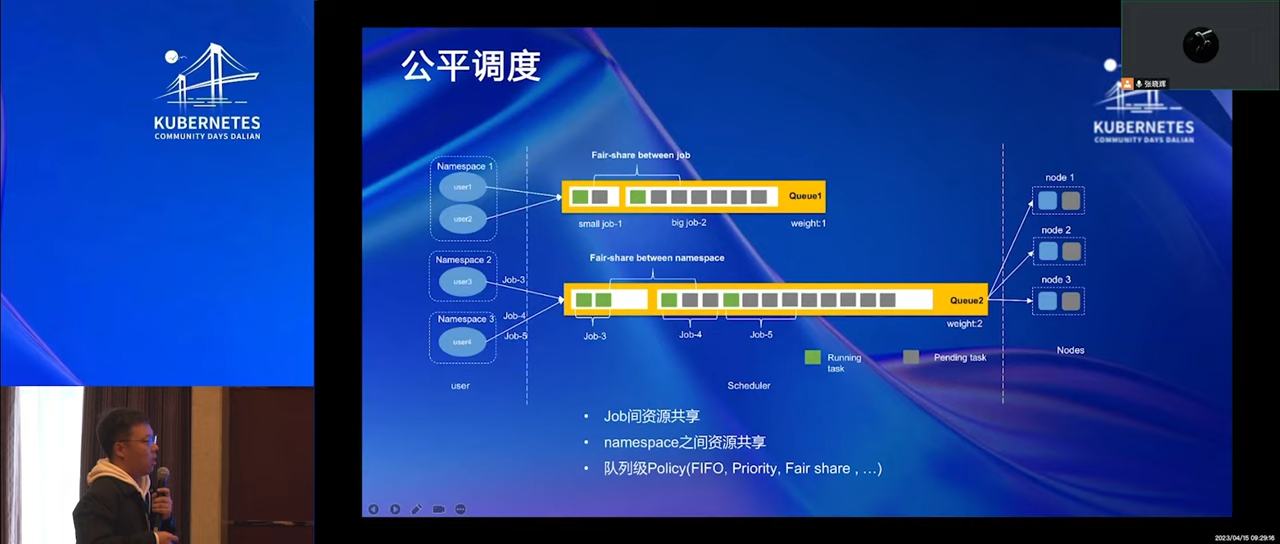 KUBERNETES
COMMUNITY DAYS DALIAN
公平调度
张晓辉
KUBERNETES
COMMUNITY DAYS DALIAN
Fair-share between job
Namespace 1
user1
user2
Queue1
small job-1
big job-2
weight:1
node 1
node 2
node 3
Fair-share between namespace
Namespace 2
user3
Job-3
Queue2
Namespace 3
user4
Job-4
Job-5
Job-3
Job-4
Job-5
weight:2
Running
task
Pending task
Nodes
user
Scheduler
• Job间资源共享
• namespace之间资源共享
• 队列级Policy(FIFO, Priority, Fair share , …)
2023/04/15 09:29:16